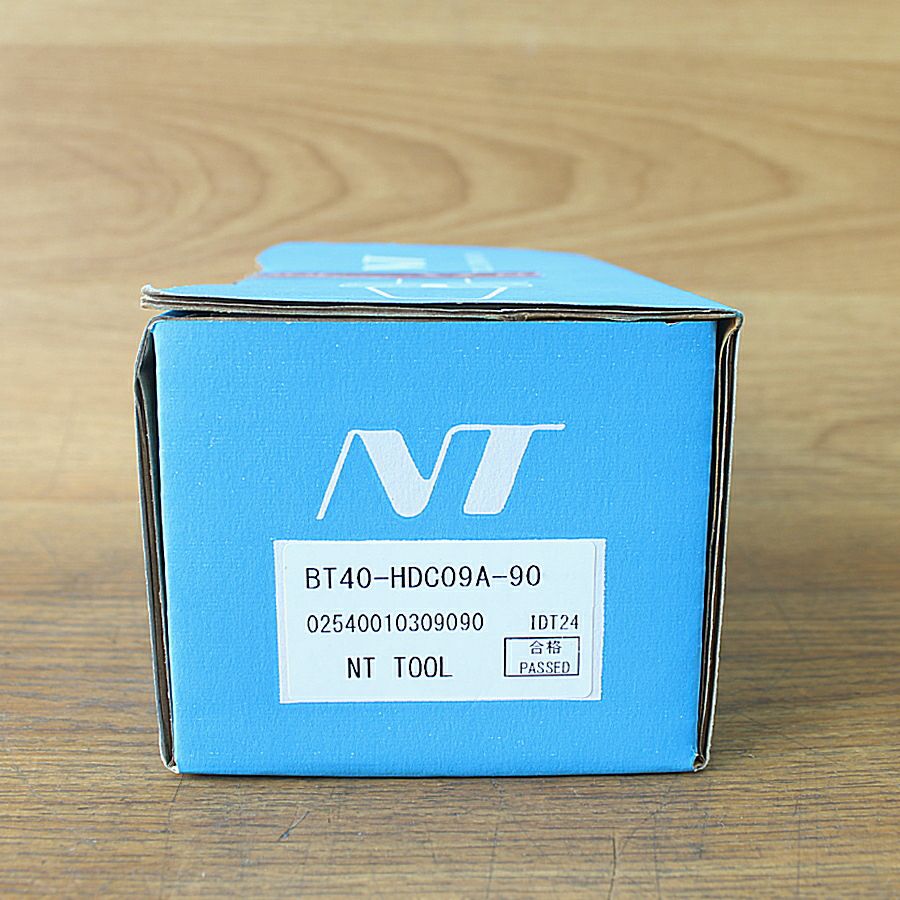 NT
BT40-HDC09A-90
02540010309090 IDT24
合格
NT TOOL PASSED